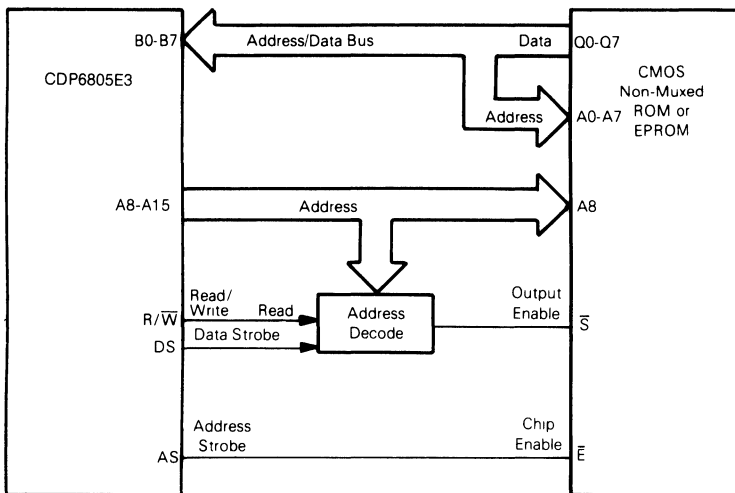 B0-B7
Address/Data Bus
Data
Q0-Q7
CDP6805E3
CMOS
Non-Muxed
ROM or
EPROM
Address
A0-A7
A8-A15
Address
A8
Read/
Write
Read
R/W̅
Data Strobe
DS
Address
Decode
Output
Enable
S̅
Address
Strobe
AS
Chip
Enable
E̅